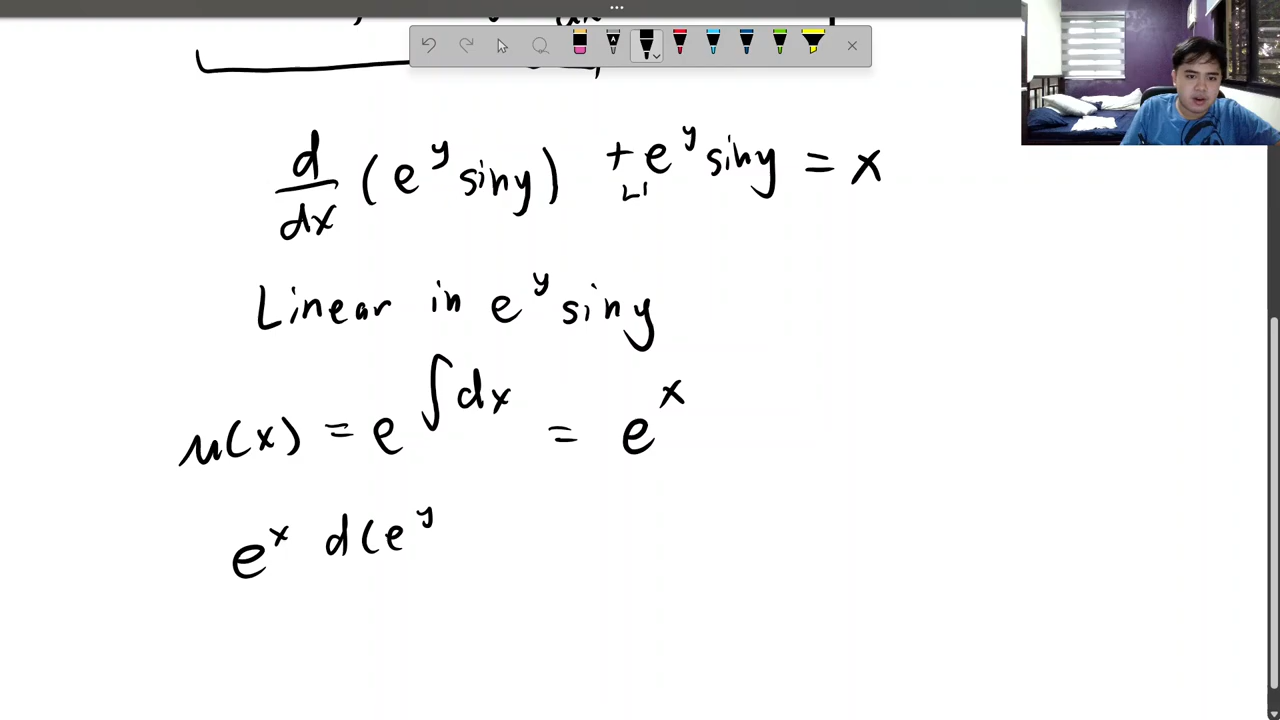 d/dx (e^y sin y) + e^y sin y = x
Linear in e^y sin y
u(x) = e^∫dx = e^x
e^x d(e^y